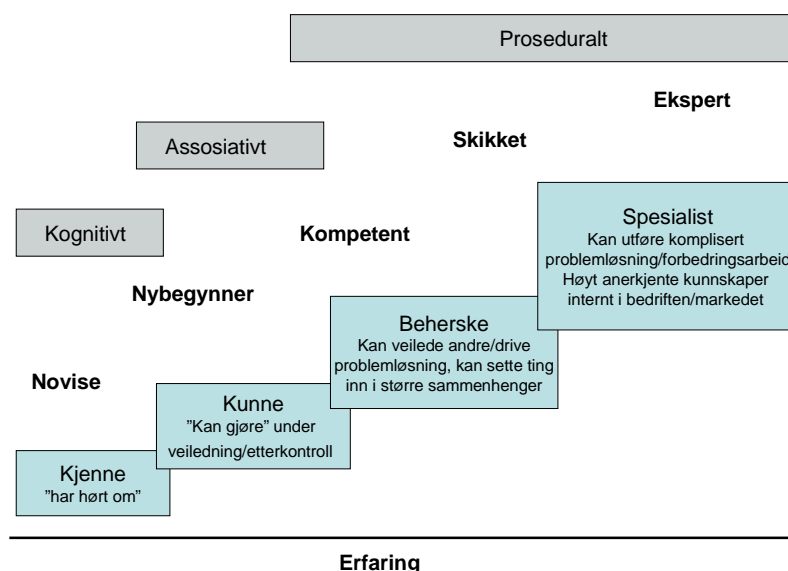 Proseduralt
Ekspert
Assosiativt
Skikket
Spesialist
Kan utføre komplisert
problemløsning/forbedringsarbeid
Høyt anerkjente kunnskaper
internt i bedriften/markedet
Kognitivt
Kompetent
Nybegynner
Beherske
Kan veilede andre/drive
problemløsning, kan sette ting
inn i større sammenhenger
Novise
Kunne
”Kan gjøre” under
veiledning/etterkontroll
Kjenne
”har hørt om”
Erfaring